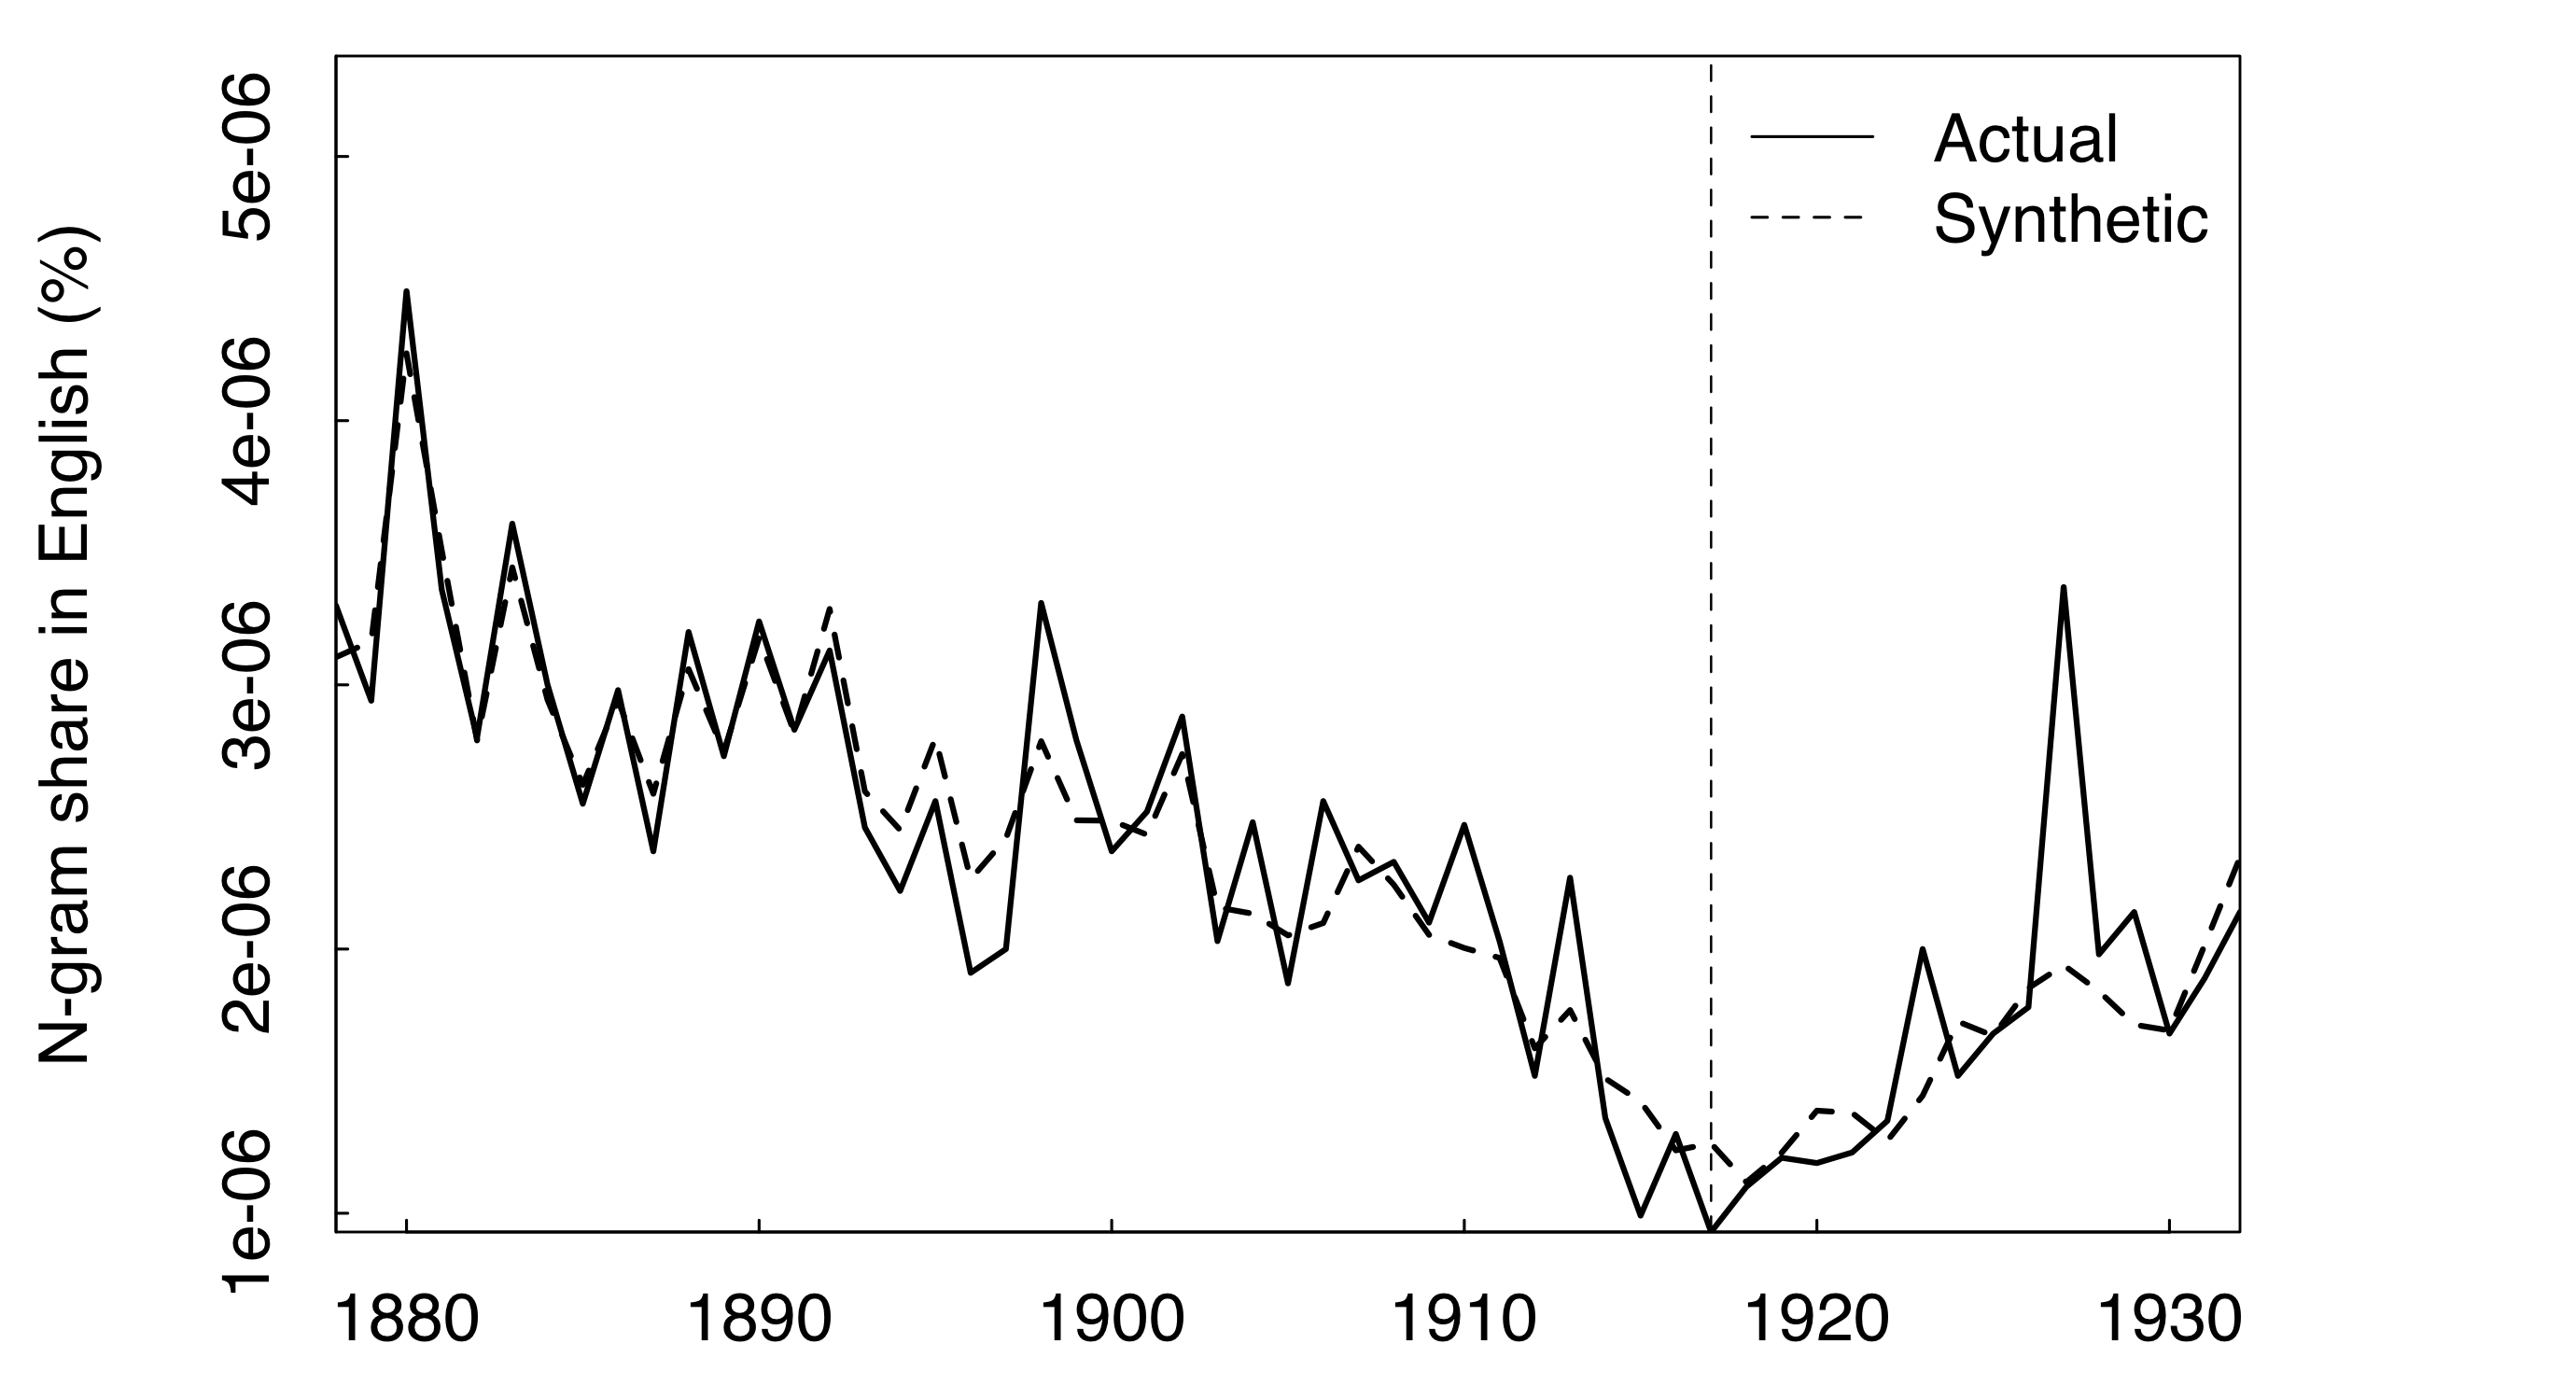 N-gram share in English (%)
5e-06
4e-06
3e-06
2e-06
1e-06
Actual
Synthetic
1880 1890 1900 1910 1920 1930